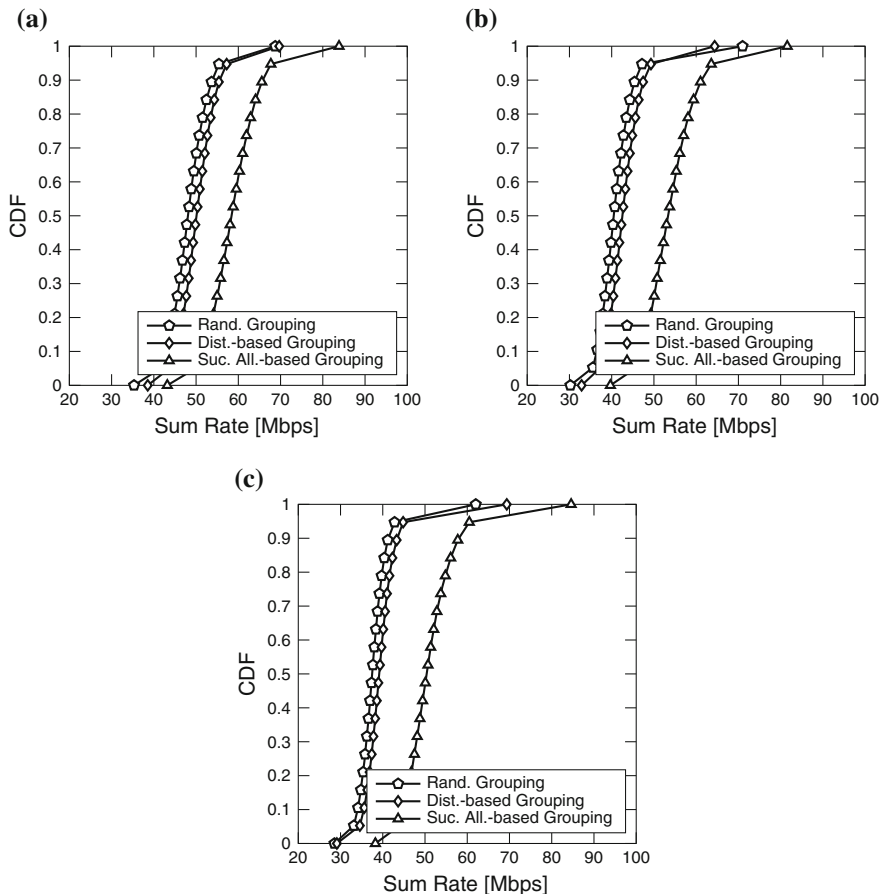 (a)
1
0.9
0.8
0.7
0.6
0.5
0.4
0.3
0.2
0.1
0
CDF
20 30 40 50 60 70 80 90 100
Sum Rate [Mbps]
Rand. Grouping
Dist.-based Grouping
Suc. All.-based Grouping
(b)
1
0.9
0.8
0.7
0.6
0.5
0.4
0.3
0.2
0.1
0
CDF
20 30 40 50 60 70 80 90 100
Sum Rate [Mbps]
Rand. Grouping
Dist.-based Grouping
Suc. All.-based Grouping
(c)
1
0.9
0.8
0.7
0.6
0.5
0.4
0.3
0.2
0.1
0
CDF
20 30 40 50 60 70 80 90 100
Sum Rate [Mbps]
Rand. Grouping
Dist.-based Grouping
Suc. All.-based Grouping